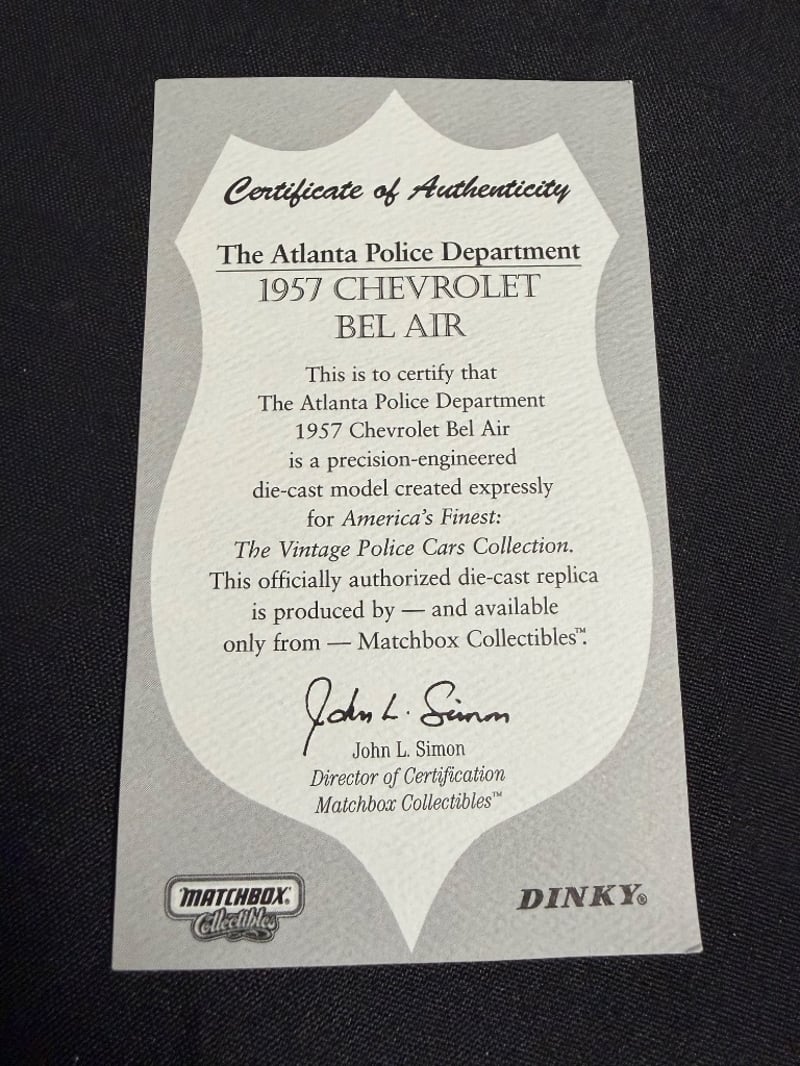 Certificate of Authenticity
The Atlanta Police Department
1957 CHEVROLET
BEL AIR
This is to certify that
The Atlanta Police Department
1957 Chevrolet Bel Air
is a precision-engineered
die-cast model created expressly
for America's Finest:
The Vintage Police Cars Collection.
This officially authorized die-cast replica
is produced by — and available
only from — Matchbox Collectibles™.
John L. Simon
John L. Simon
Director of Certification
Matchbox Collectibles™
MATCHBOX®
Collectibles
DINKY®